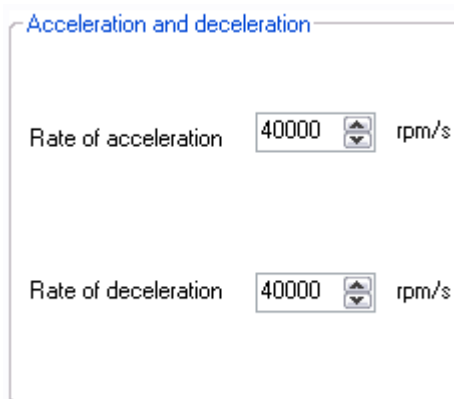 Acceleration and deceleration
Rate of acceleration 40000 rpm/s
Rate of deceleration 40000 rpm/s